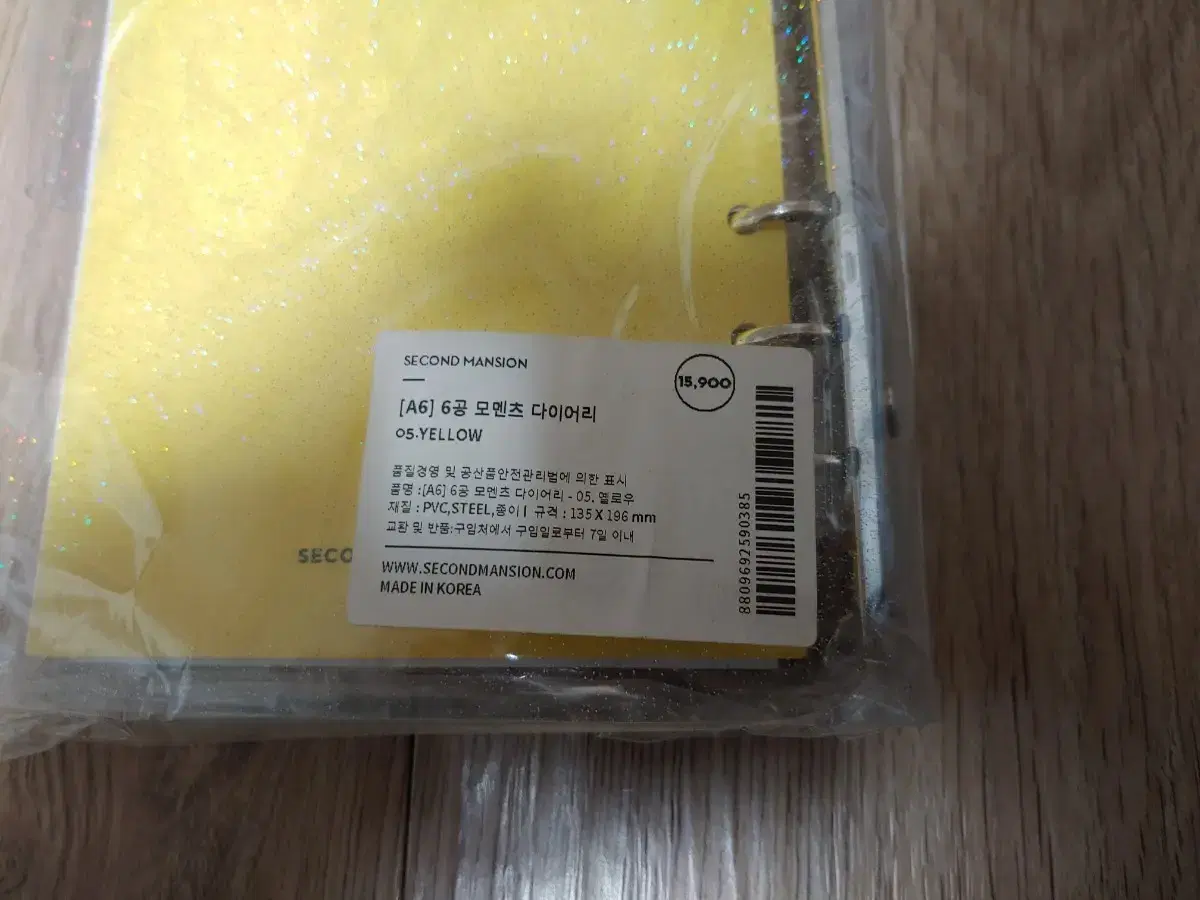 SECOND MANSION
15,900
[A6] 6공 모멘츠 다이어리
05.YELLOW
품질경영 및 공산품안전관리법에 의한 표시
품명 : [A6] 6공 모멘츠 다이어리 - 05. 옐로우
재질 : PVC,STEEL,종이 | 규격 : 135 X 196 mm
교환 및 반품:구입처에서 구입일로부터 7일 이내
WWW.SECONDMANSION.COM
MADE IN KOREA
8809692590385
SECO